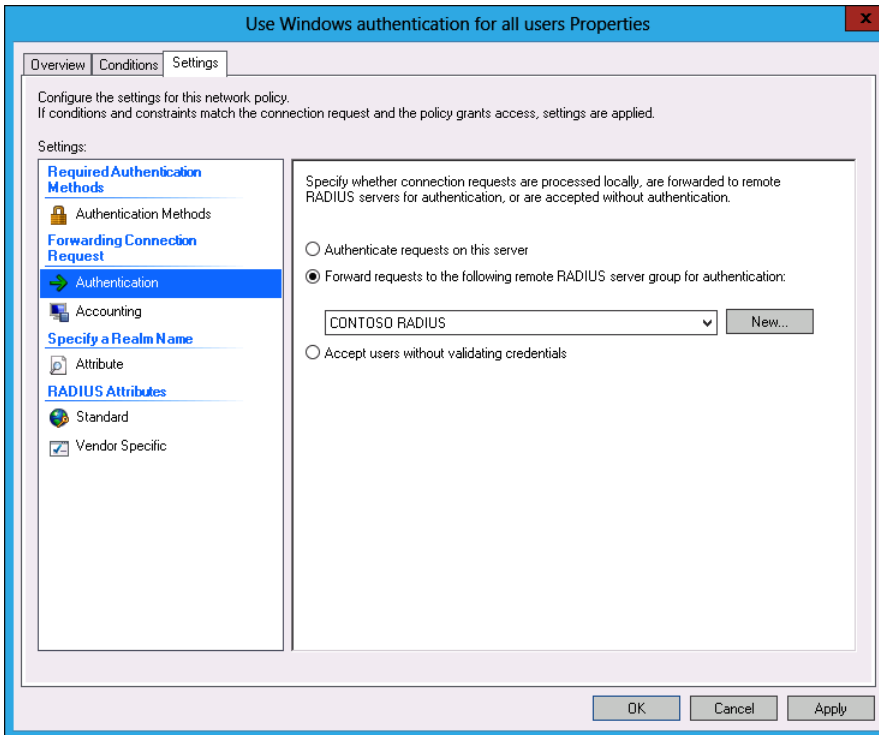 Use Windows authentication for all users Properties
x
Overview
Conditions
Settings
Configure the settings for this network policy.
If conditions and constraints match the connection request and the policy grants access, settings are applied.
Settings:
Required Authentication
Methods
Authentication Methods
Forwarding Connection
Request
Authentication
Accounting
Specify a Realm Name
Attribute
RADIUS Attributes
Standard
Vendor Specific
Specify whether connection requests are processed locally, are forwarded to remote
RADIUS servers for authentication, or are accepted without authentication.
Authenticate requests on this server
Forward requests to the following remote RADIUS server group for authentication:
CONTOSO RADIUS
New...
Accept users without validating credentials
OK
Cancel
Apply